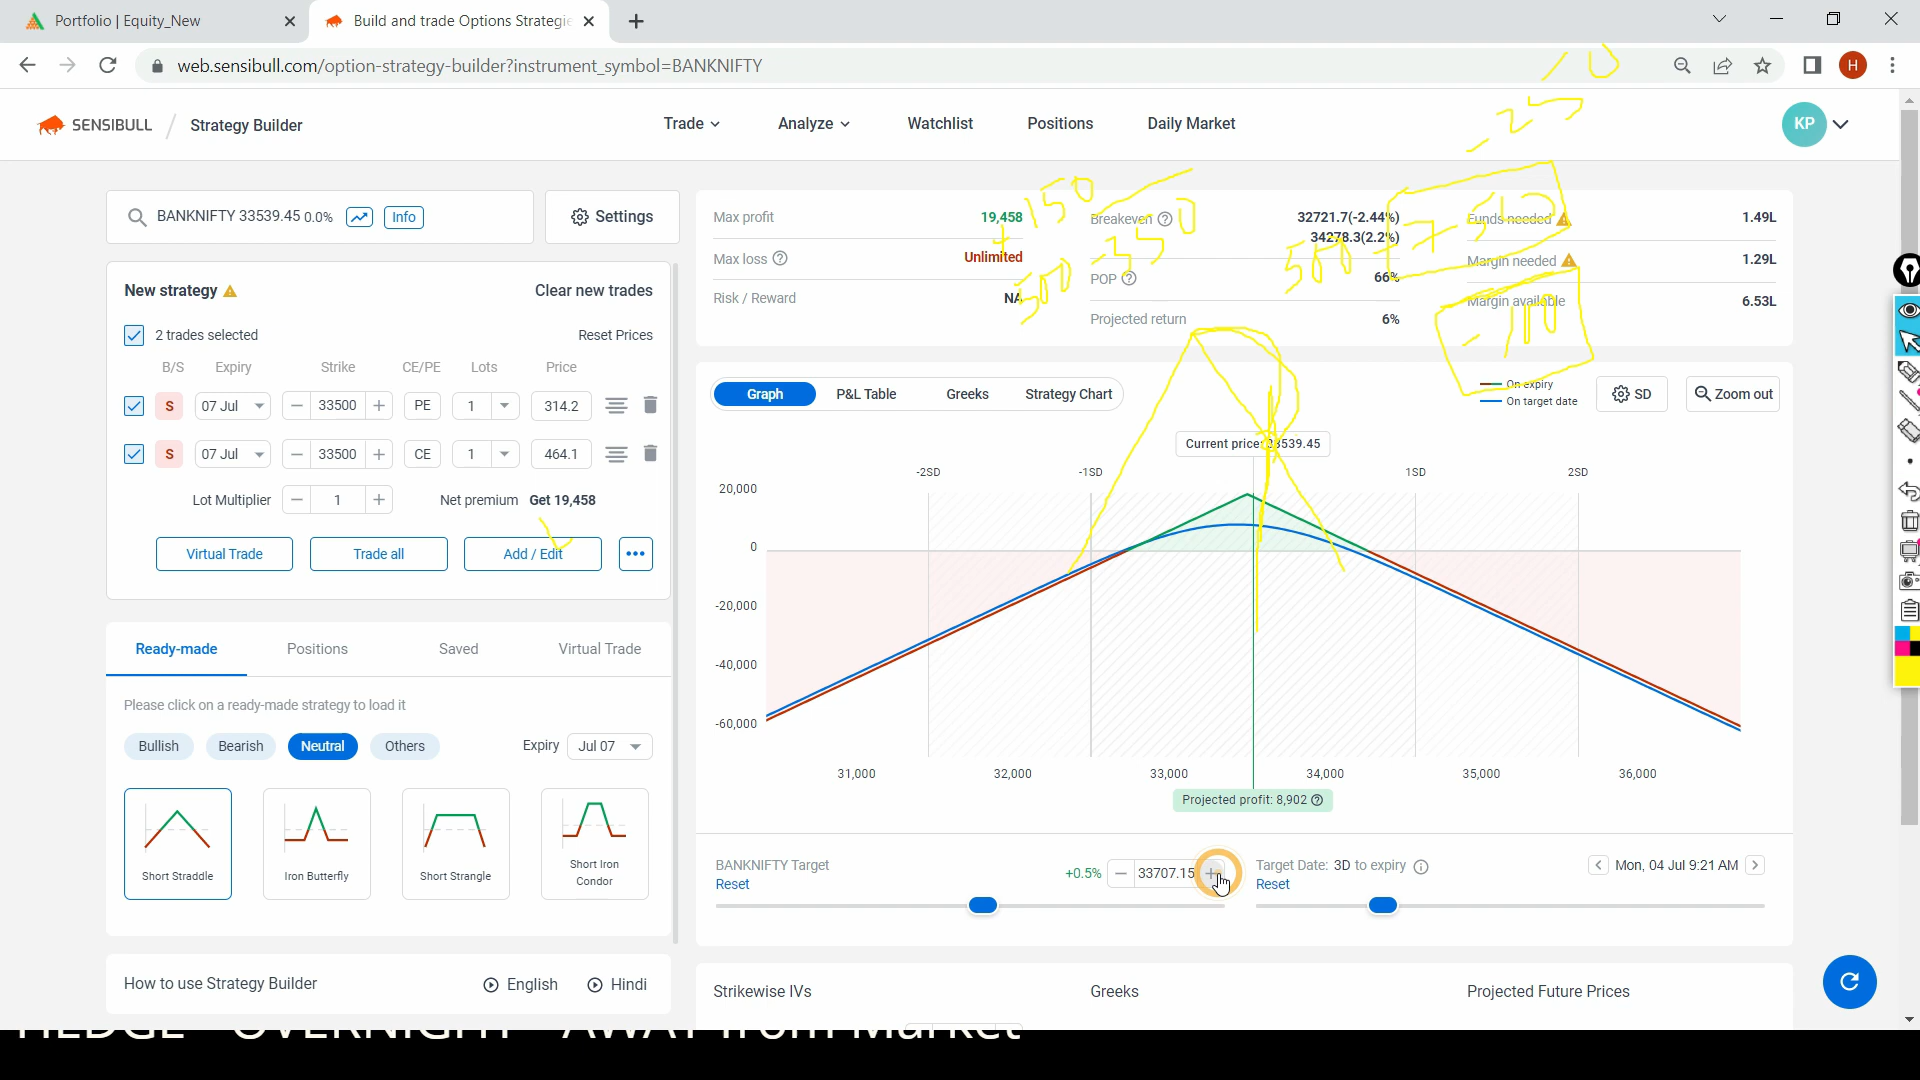 Portfolio | Equity_New
Build and trade Options Strategie
web.sensibull.com/option-strategy-builder?instrument_symbol=BANKNIFTY
H
SENSIBULL / Strategy Builder
Trade
Analyze
Watchlist
Positions
Daily Market
KP
BANKNIFTY 33539.45 0.0%
Info
Settings
New strategy
Clear new trades
2 trades selected
Reset Prices
B/S Expiry Strike CE/PE Lots Price
S 07 Jul − 33500 + PE 1 314.2
S 07 Jul − 33500 + CE 1 464.1
Lot Multiplier − 1 + Net premium Get 19,458
Virtual Trade
Trade all
Add / Edit
Ready-made
Positions
Saved
Virtual Trade
Please click on a ready-made strategy to load it
Bullish
Bearish
Neutral
Others
Expiry Jul 07
Short Straddle
Iron Butterfly
Short Strangle
Short Iron
Condor
How to use Strategy Builder
English
Hindi
Max profit 19,458
Max loss Unlimited
Risk / Reward NA
Breakeven 32721.7(-2.44%)
34278.3(2.2%)
POP 66%
Projected return 6%
Funds needed 1.49L
Margin needed 1.29L
Margin available 6.53L
+150
-350
500
500
-25
-100
Graph
P&L Table
Greeks
Strategy Chart
On expiry
On target date
SD
Zoom out
Current price: 33539.45
-2SD
-1SD
1SD
2SD
20,000
0
-20,000
-40,000
-60,000
31,000
32,000
33,000
34,000
35,000
36,000
Projected profit: 8,902
BANKNIFTY Target
Reset
+0.5% − 33707.15 +
Target Date: 3D to expiry
Reset
Mon, 04 Jul 9:21 AM
Strikewise IVs
Greeks
Projected Future Prices